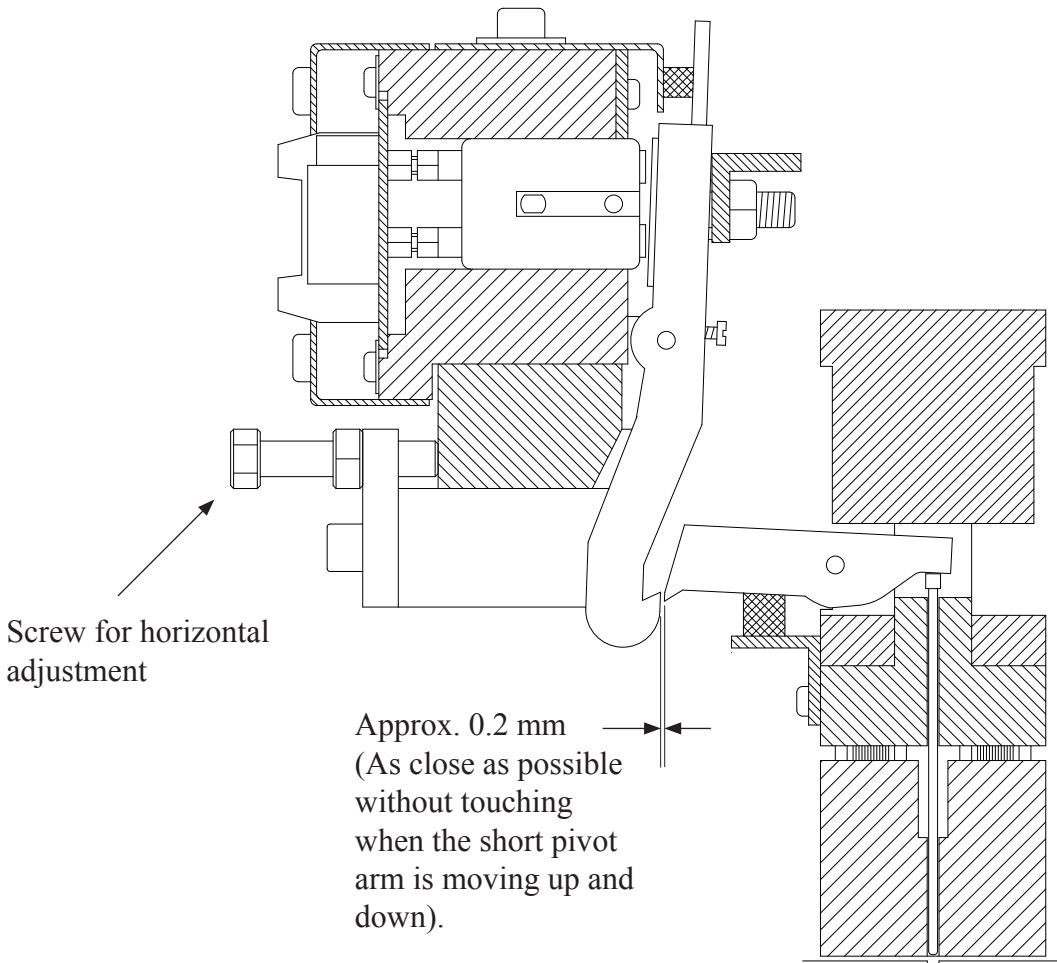 Screw for horizontal
adjustment
Approx. 0.2 mm
(As close as possible
without touching
when the short pivot
arm is moving up and
down).